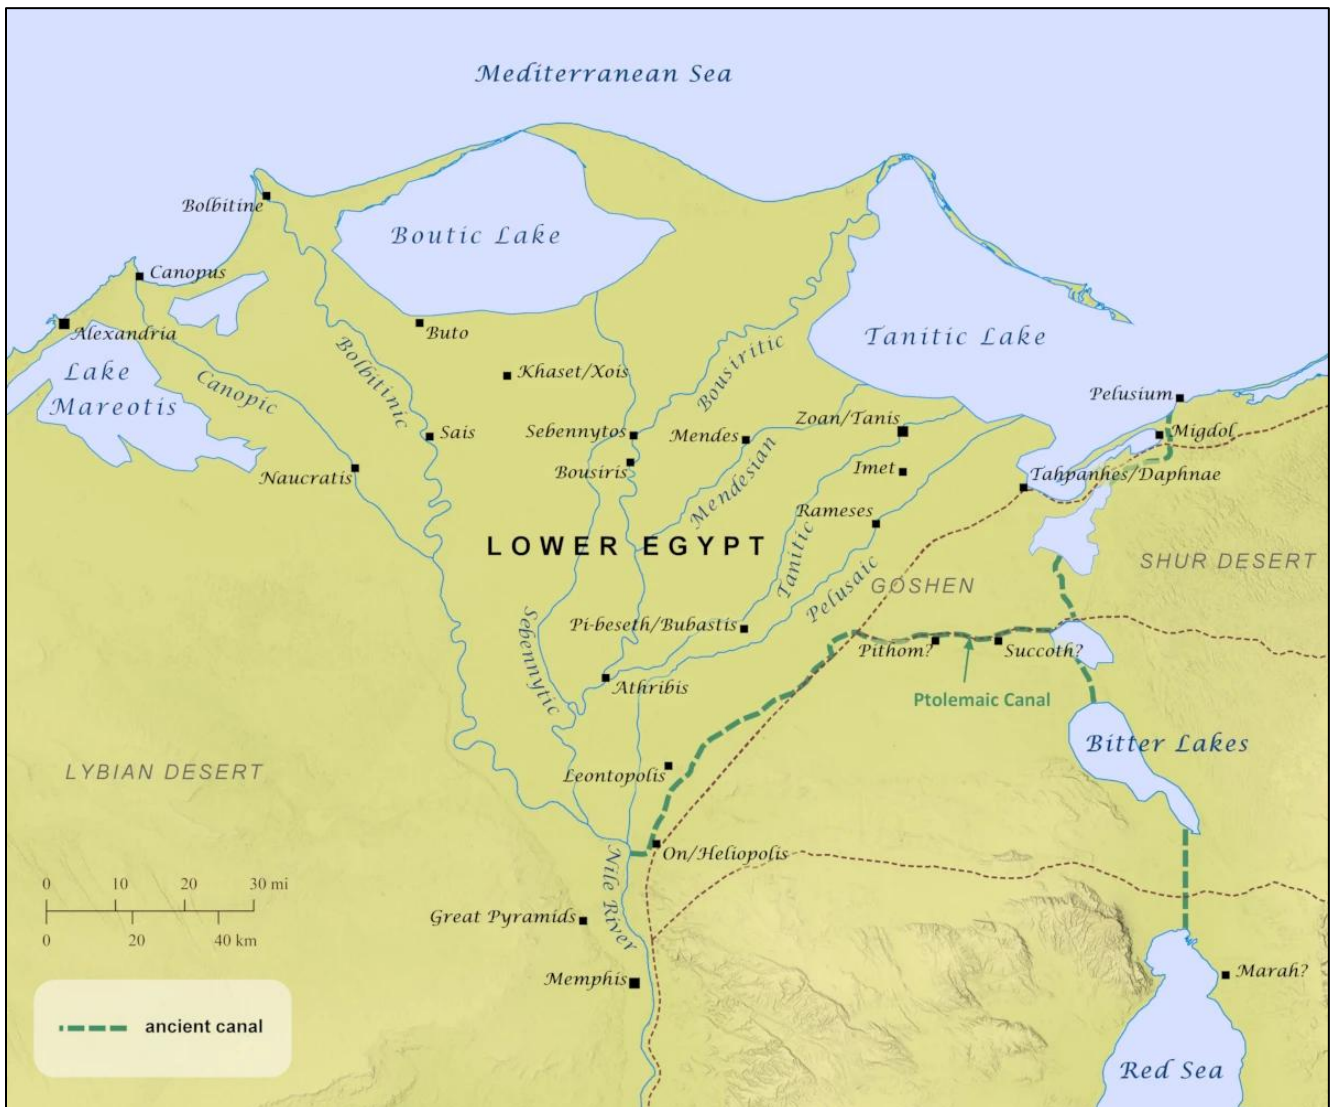 Mediterranean Sea
Bolbitine
Boutic Lake
Canopus
Alexandria
Buto
Tanitic Lake
Lake
Mareotis
Canopic
Bolbitinic
Khaset/Xois
Bousiritic
Pelusium
Sais
Sebennytos
Mendes
Zoan/Tanis
Migdol
Naucratis
Bousiris
Mendesian
Imet
Tahpanhes/Daphnae
Rameses
LOWER EGYPT
Tanitic
Pelusaic
GOSHEN
SHUR DESERT
Sebennytic
Pi-beseth/Bubastis
Pithom?
Succoth?
Athribis
Ptolemaic Canal
LYBIAN DESERT
Leontopolis
Bitter Lakes
On/Heliopolis
Nile River
0 10 20 30 mi
0 20 40 km
Great Pyramids
Memphis
Marah?
ancient canal
Red Sea